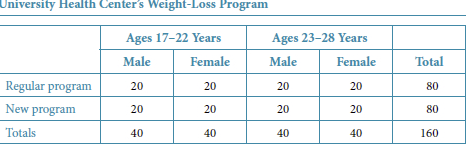 University Health Center's Weight-Loss Program
Ages 17–22 Years Ages 23–28 Years
Male Female Male Female Total
Regular program 20 20 20 20 80
New program 20 20 20 20 80
Totals 40 40 40 40 160